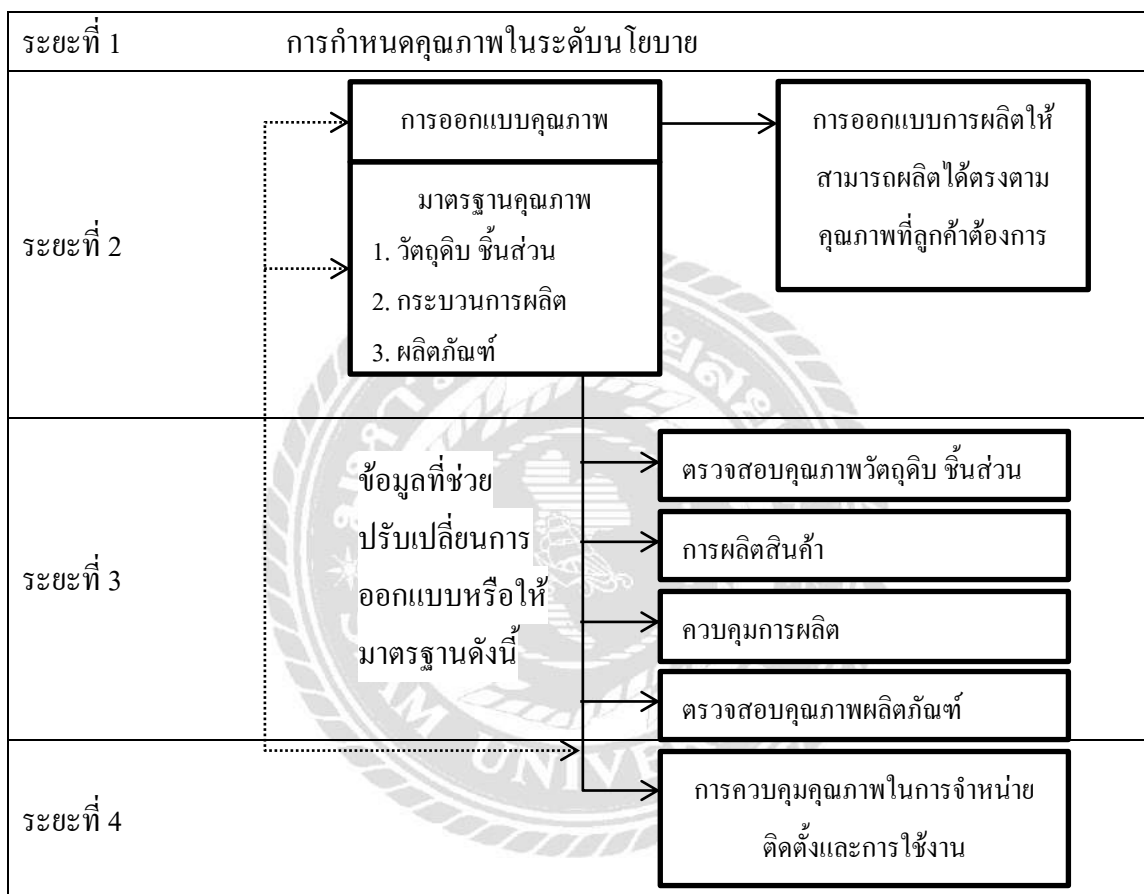 ระยะที่ 1 การกำหนดคุณภาพในระดับนโยบาย
ระยะที่ 2
การออกแบบคุณภาพ
มาตรฐานคุณภาพ
1. วัตถุดิบ ชิ้นส่วน
2. กระบวนการผลิต
3. ผลิตภัณฑ์
การออกแบบการผลิตให้
สามารถผลิตได้ตรงตาม
คุณภาพที่ลูกค้าต้องการ
ระยะที่ 3
ข้อมูลที่ช่วย
ปรับเปลี่ยนการ
ออกแบบหรือให้
มาตรฐานดังนี้
ตรวจสอบคุณภาพวัตถุดิบ ชิ้นส่วน
การผลิตสินค้า
ควบคุมการผลิต
ตรวจสอบคุณภาพผลิตภัณฑ์
ระยะที่ 4
การควบคุมคุณภาพในการจำหน่าย
ติดตั้งและการใช้งาน